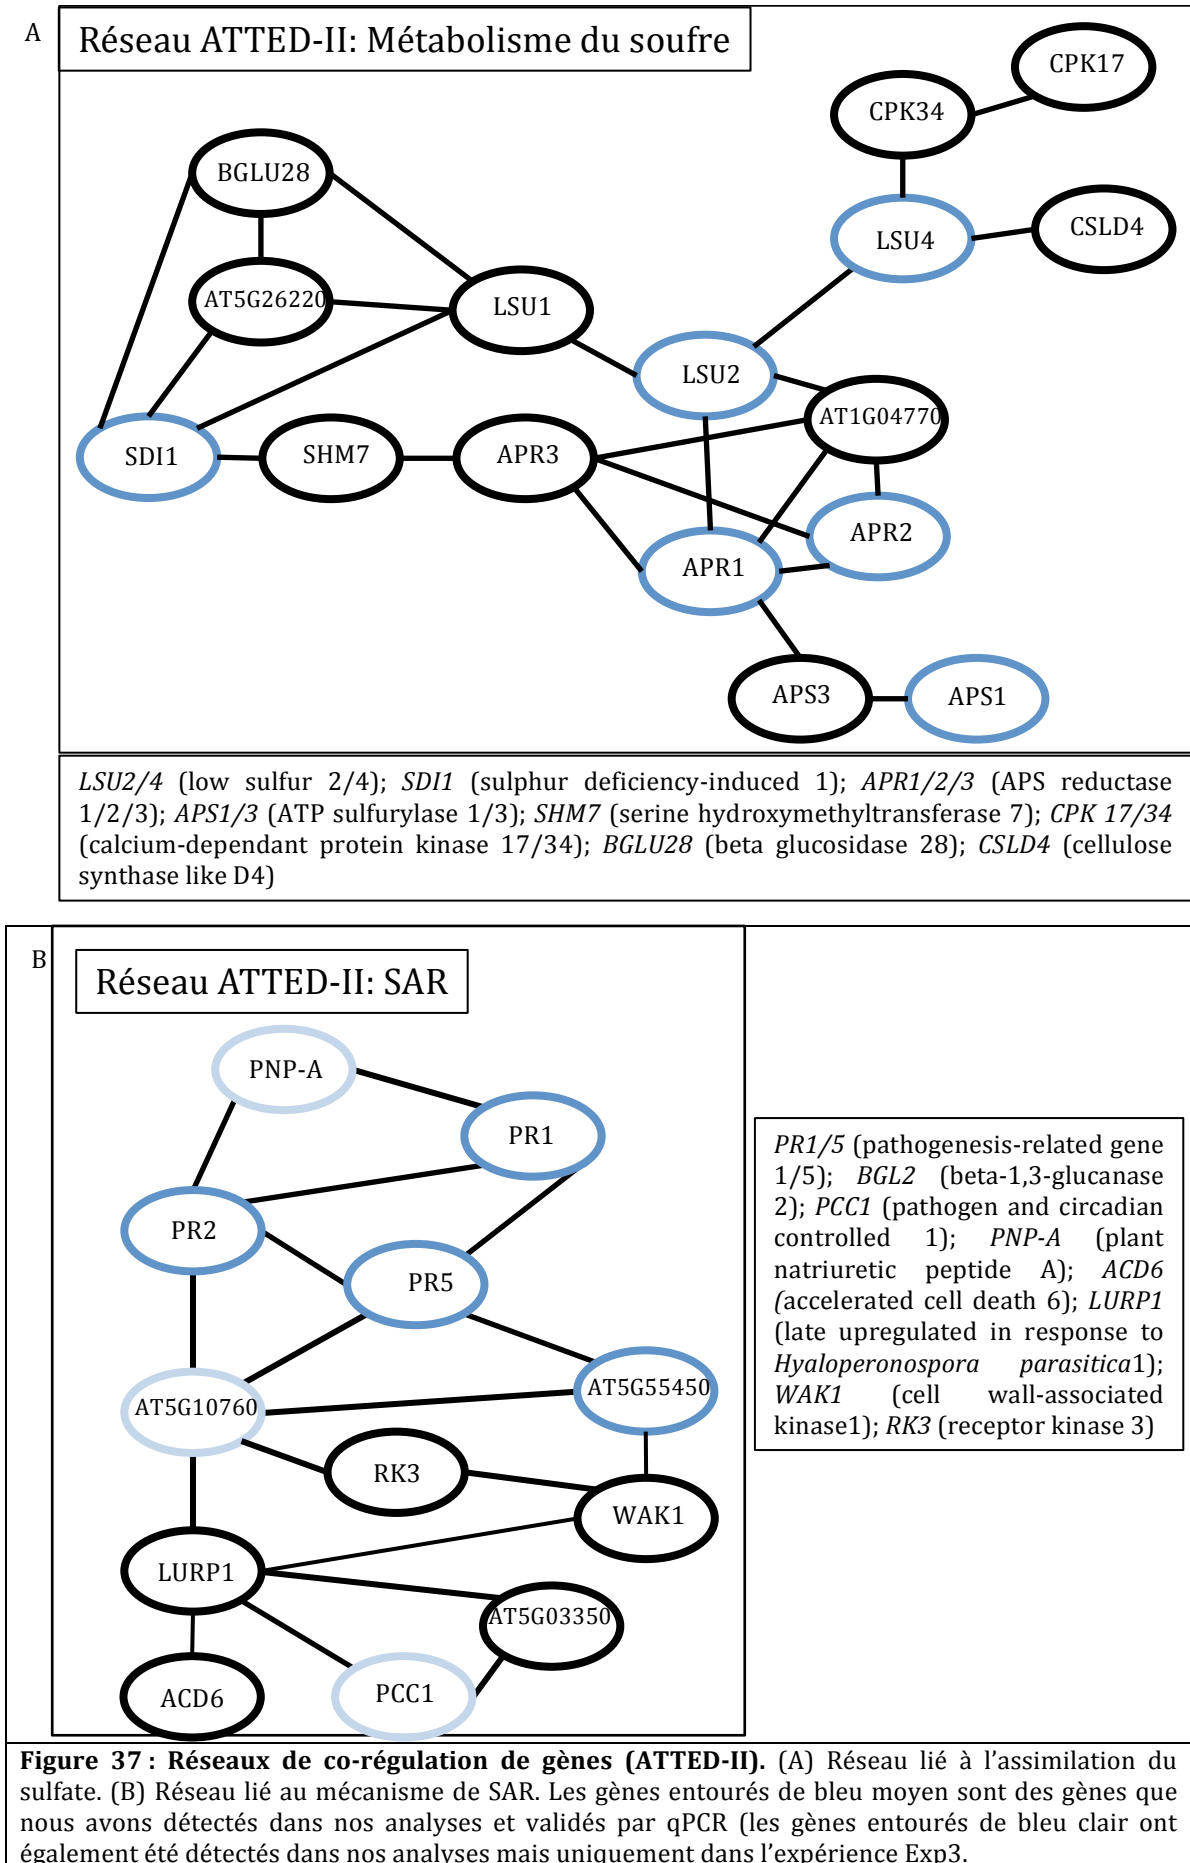 A
Réseau ATTED-II: Métabolisme du soufre
CPK17
CPK34
BGLU28
LSU4
CSLD4
AT5G26220
LSU1
LSU2
AT1G04770
SDI1
SHM7
APR3
APR2
APR1
APS3
APS1
LSU2/4 (low sulfur 2/4); SDI1 (sulphur deficiency-induced 1); APR1/2/3 (APS reductase
1/2/3); APS1/3 (ATP sulfurylase 1/3); SHM7 (serine hydroxymethyltransferase 7); CPK 17/34
(calcium-dependant protein kinase 17/34); BGLU28 (beta glucosidase 28); CSLD4 (cellulose
synthase like D4)
B
Réseau ATTED-II: SAR
PNP-A
PR1
PR2
PR5
AT5G10760
AT5G55450
RK3
WAK1
LURP1
AT5G03350
ACD6
PCC1
PR1/5 (pathogenesis-related gene
1/5); BGL2 (beta-1,3-glucanase
2); PCC1 (pathogen and circadian
controlled 1); PNP-A (plant
natriuretic peptide A); ACD6
(accelerated cell death 6); LURP1
(late upregulated in response to
Hyaloperonospora parasitica1);
WAK1 (cell wall-associated
kinase1); RK3 (receptor kinase 3)
Figure 37 : Réseaux de co-régulation de gènes (ATTED-II). (A) Réseau lié à l'assimilation du
sulfate. (B) Réseau lié au mécanisme de SAR. Les gènes entourés de bleu moyen sont des gènes que
nous avons détectés dans nos analyses et validés par qPCR (les gènes entourés de bleu clair ont
également été détectés dans nos analyses mais uniquement dans l'expérience Exp3.